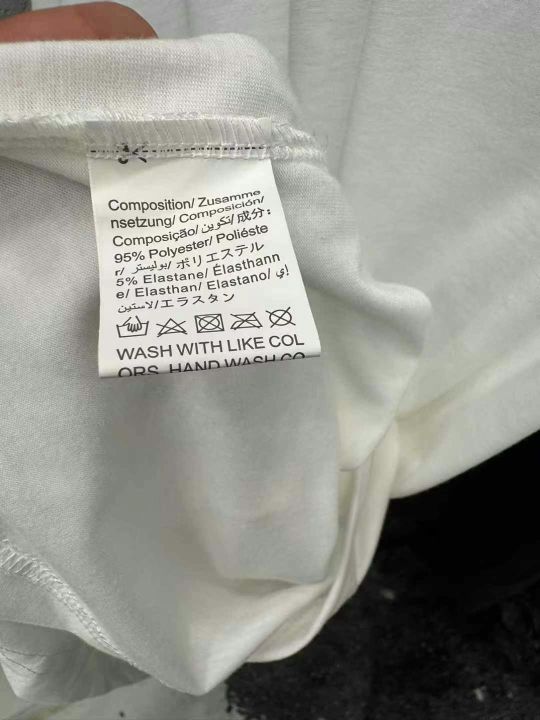 Composition/ Zusamme
nsetzung/ Composición/
Composição/ تكوين/ 成分:
95% Polyester/ Poliéste
r/ بوليستر/ ポリエステル
5% Elastane/ Élasthann
e/ Elasthan/ Elastano/ إي
لاستين/ エラスタン
WASH WITH LIKE COL
ORS HAND WASH CO